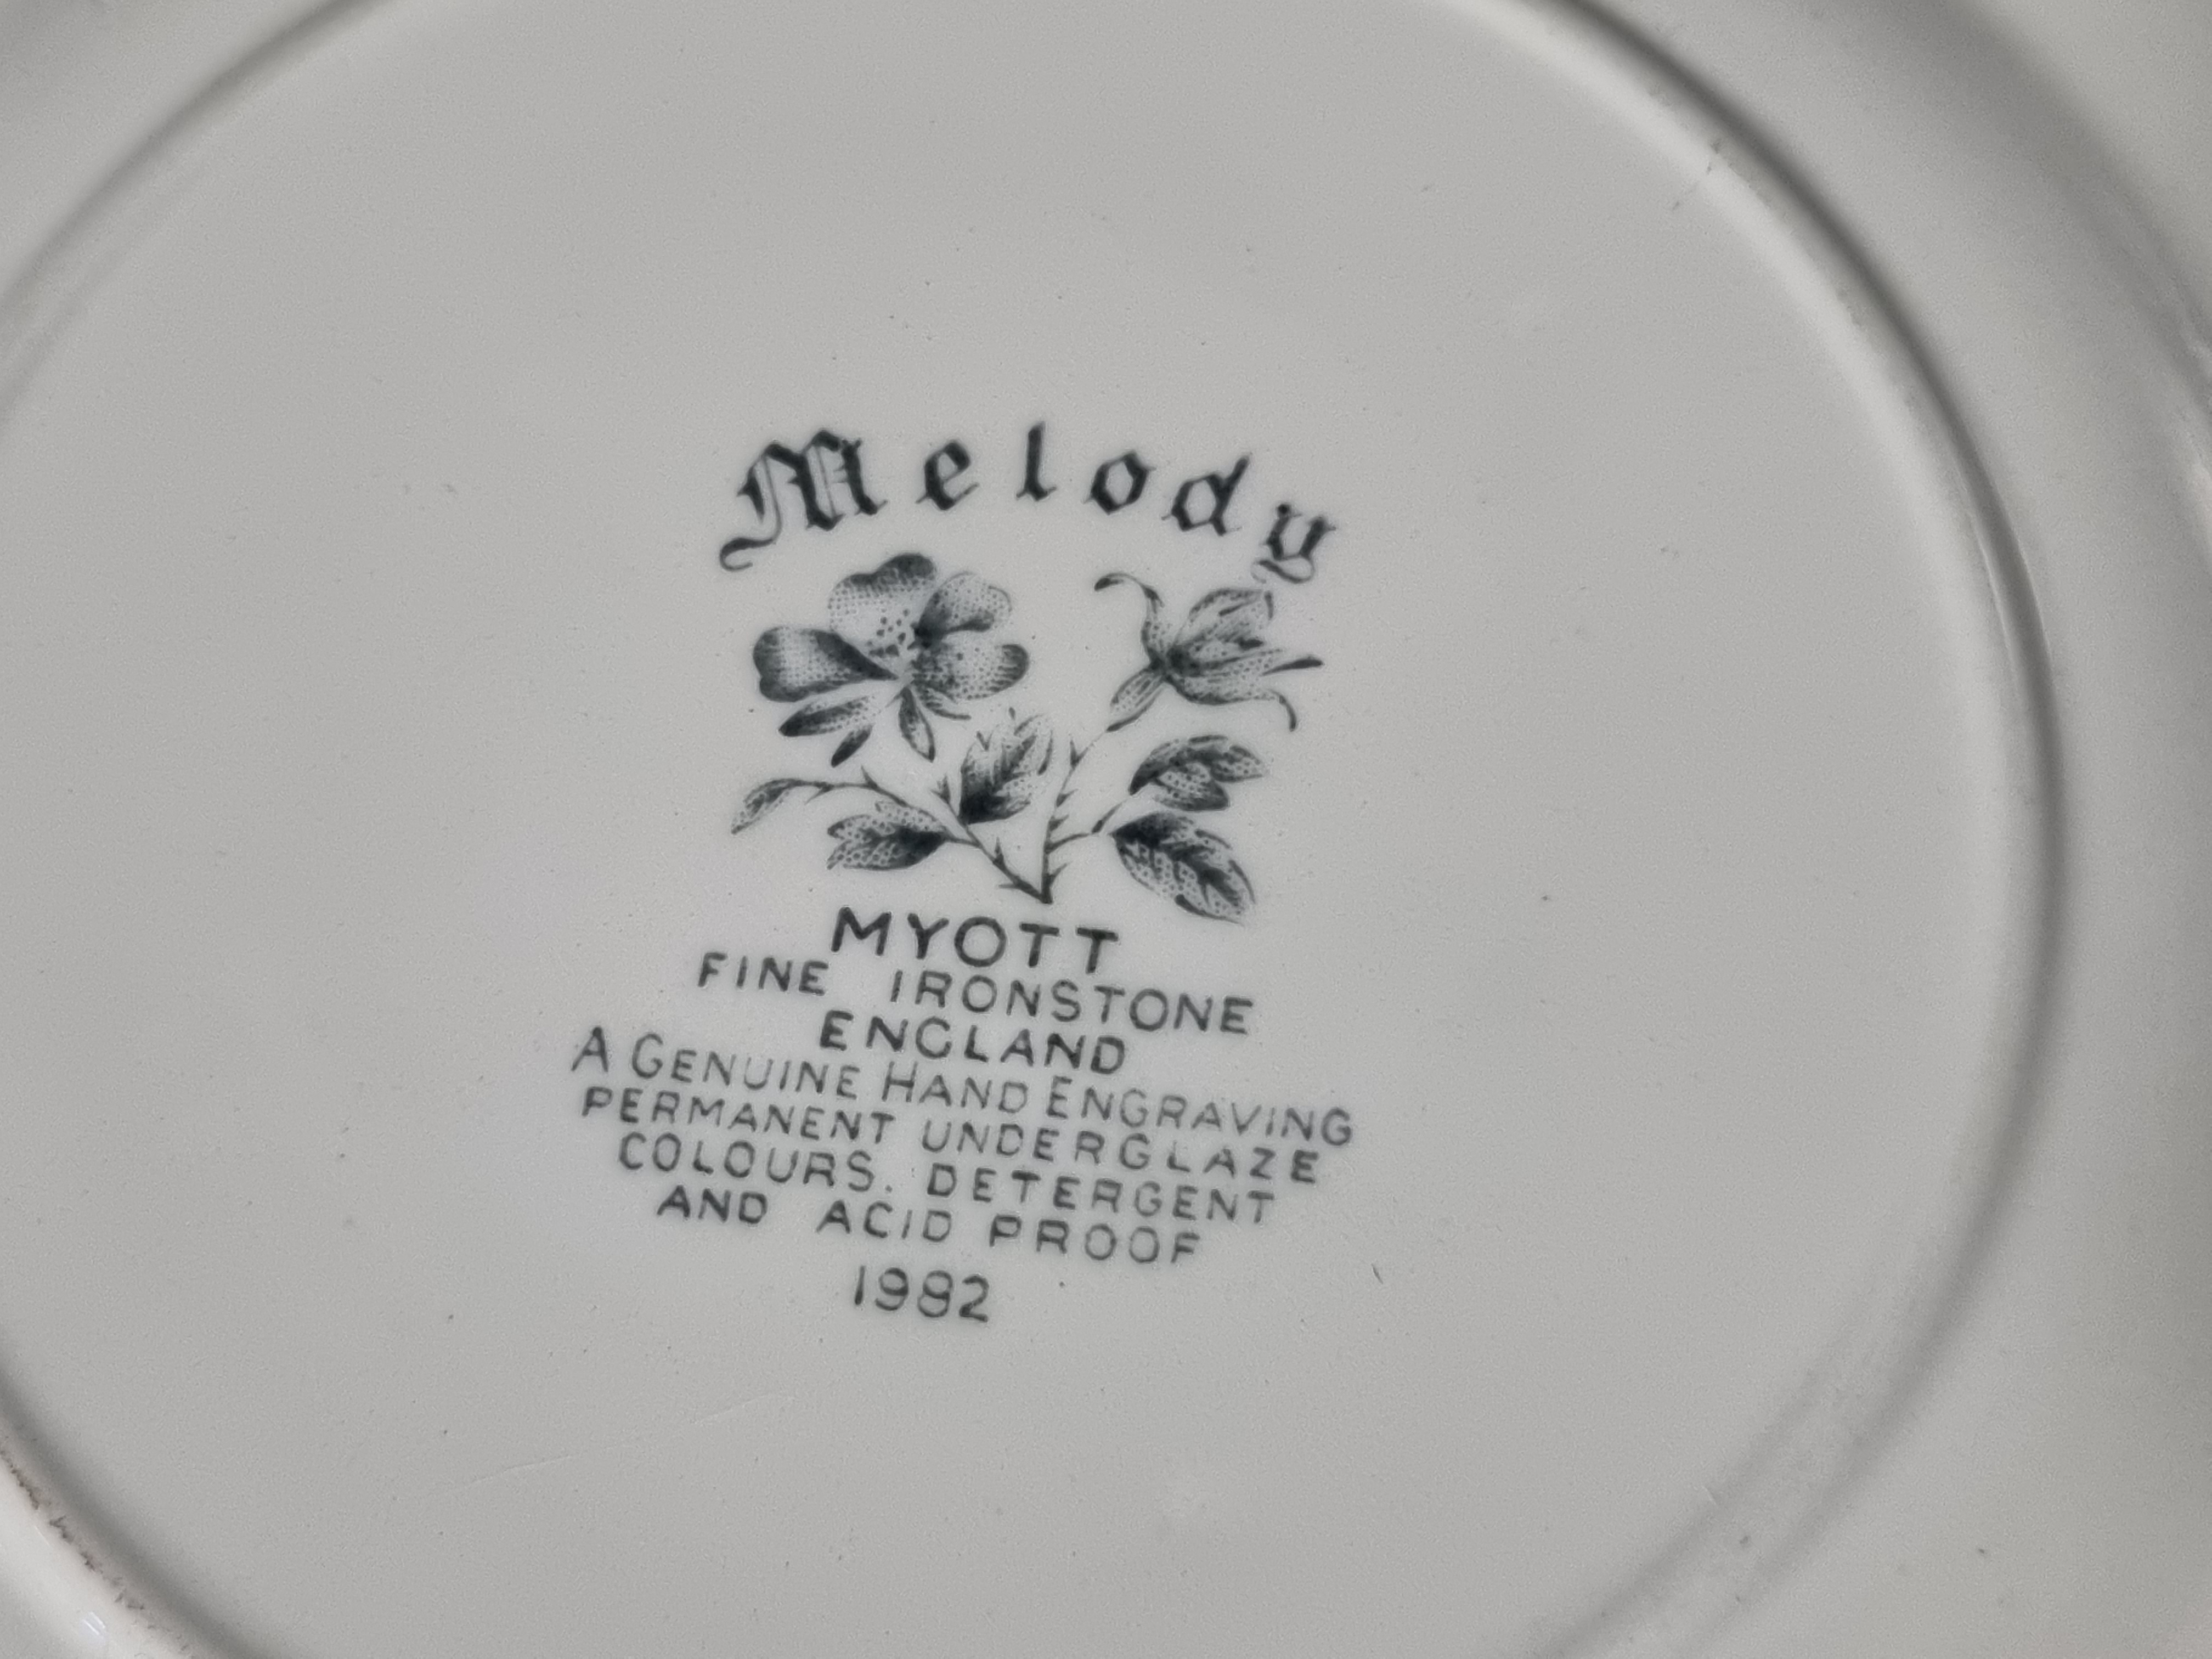 Melody
MYOTT
FINE IRONSTONE
ENGLAND
A GENUINE HAND ENGRAVING
PERMANENT UNDERGLAZE
COLOURS. DETERGENT
AND ACID PROOF
1982